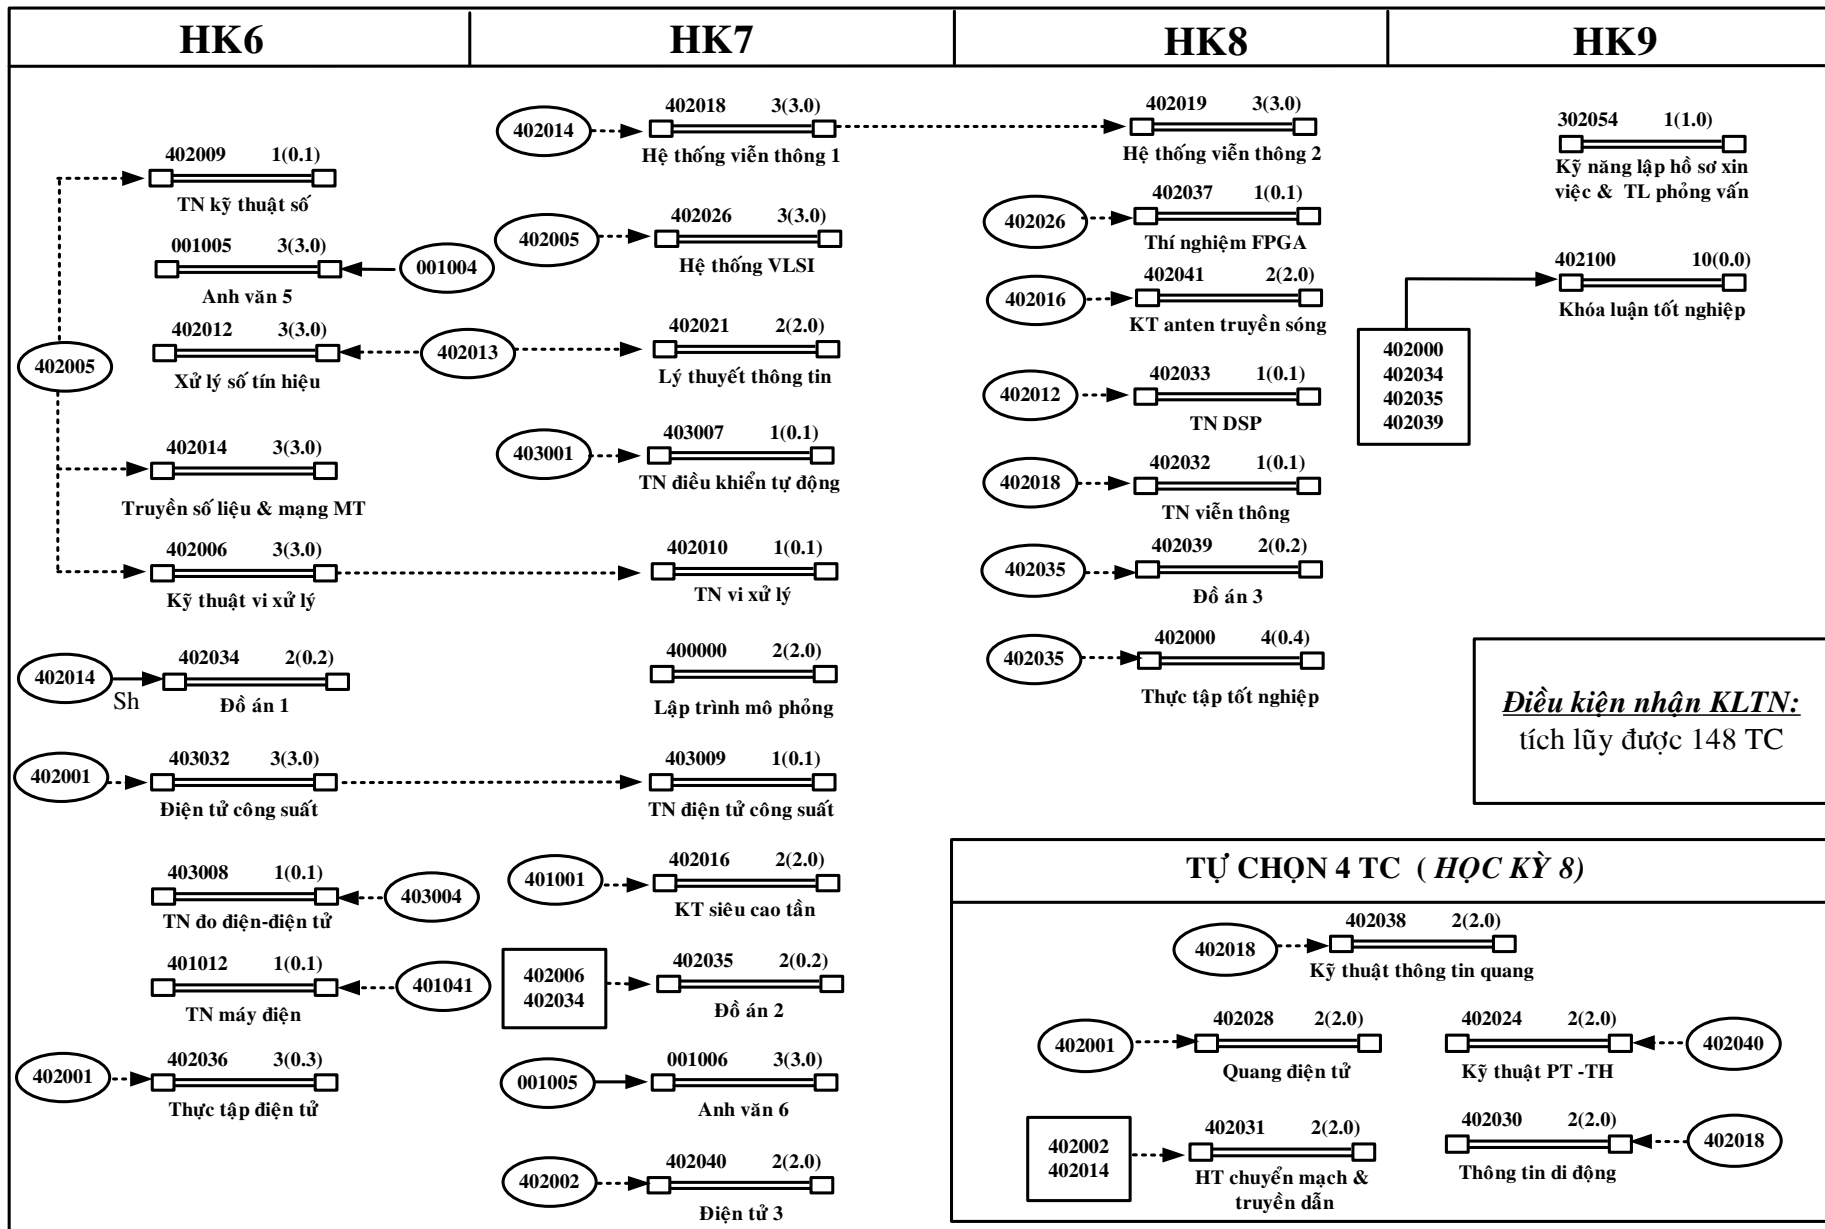 HK6
HK7
HK8
HK9
402009 1(0.1)
TN kỹ thuật số
001005 3(3.0)
001004
Anh văn 5
402012 3(3.0)
402005
402013
Xử lý số tín hiệu
402014 3(3.0)
Truyền số liệu & mạng MT
402006 3(3.0)
Kỹ thuật vi xử lý
402014
Sh
402034 2(0.2)
Đồ án 1
402001
403032 3(3.0)
Điện tử công suất
403008 1(0.1)
403004
TN đo điện-điện tử
401012 1(0.1)
401041
TN máy điện
402001
402036 3(0.3)
Thực tập điện tử
402014
402018 3(3.0)
Hệ thống viễn thông 1
402005
402026 3(3.0)
Hệ thống VLSI
402021 2(2.0)
Lý thuyết thông tin
403001
403007 1(0.1)
TN điều khiển tự động
402010 1(0.1)
TN vi xử lý
400000 2(2.0)
Lập trình mô phỏng
403009 1(0.1)
TN điện tử công suất
401001
402016 2(2.0)
KT siêu cao tần
402006
402034
402035 2(0.2)
Đồ án 2
001005
001006 3(3.0)
Anh văn 6
402002
402040 2(2.0)
Điện tử 3
402019 3(3.0)
Hệ thống viễn thông 2
402026
402037 1(0.1)
Thí nghiệm FPGA
402016
402041 2(2.0)
KT anten truyền sóng
402012
402033 1(0.1)
TN DSP
402018
402032 1(0.1)
TN viễn thông
402035
402039 2(0.2)
Đồ án 3
402035
402000 4(0.4)
Thực tập tốt nghiệp
302054 1(1.0)
Kỹ năng lập hồ sơ xin
việc & TL phỏng vấn
402100 10(0.0)
Khóa luận tốt nghiệp
402000
402034
402035
402039
Điều kiện nhận KLTN:
tích lũy được 148 TC
TỰ CHỌN 4 TC ( HỌC KỲ 8)
402018
402038 2(2.0)
Kỹ thuật thông tin quang
402001
402028 2(2.0)
Quang điện tử
402024 2(2.0)
402040
Kỹ thuật PT -TH
402002
402014
402031 2(2.0)
HT chuyển mạch &
truyền dẫn
402030 2(2.0)
402018
Thông tin di động